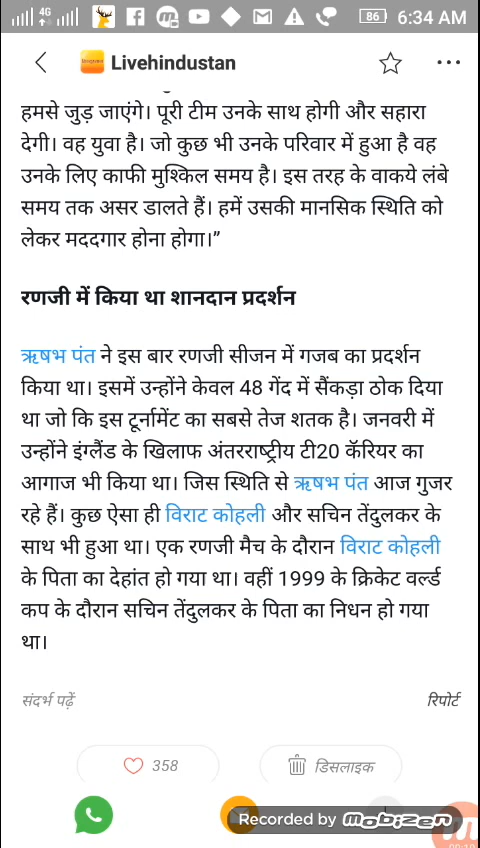 4G 86 6:34 AM
Livehindustan
हमसे जुड़ जाएंगे। पूरी टीम उनके साथ होगी और सहारा
देगी। वह युवा है। जो कुछ भी उनके परिवार में हुआ है वह
उनके लिए काफी मुश्किल समय है। इस तरह के वाकये लंबे
समय तक असर डालते हैं। हमें उसकी मानसिक स्थिति को
लेकर मददगार होना होगा।”
रणजी में किया था शानदान प्रदर्शन
ऋषभ पंत ने इस बार रणजी सीजन में गजब का प्रदर्शन
किया था। इसमें उन्होंने केवल 48 गेंद में सैंकड़ा ठोक दिया
था जो कि इस टूर्नामेंट का सबसे तेज शतक है। जनवरी में
उन्होंने इंग्लैंड के खिलाफ अंतरराष्ट्रीय टी20 कॅरियर का
आगाज भी किया था। जिस स्थिति से ऋषभ पंत आज गुजर
रहे हैं। कुछ ऐसा ही विराट कोहली और सचिन तेंदुलकर के
साथ भी हुआ था। एक रणजी मैच के दौरान विराट कोहली
के पिता का देहांत हो गया था। वहीं 1999 के क्रिकेट वर्ल्ड
कप के दौरान सचिन तेंदुलकर के पिता का निधन हो गया
था।
संदर्भ पढ़ें रिपोर्ट
358 डिसलाइक
Recorded by mobizen
00:10